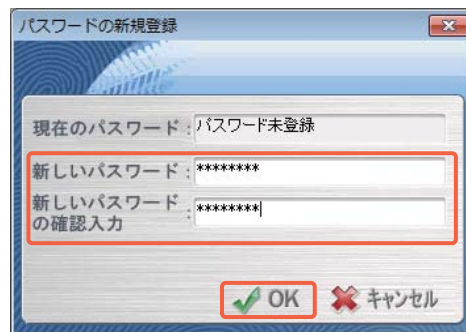 パスワードの新規登録
現在のパスワード : パスワード未登録
新しいパスワード : ********
新しいパスワード
の確認入力 : ********
OK キャンセル